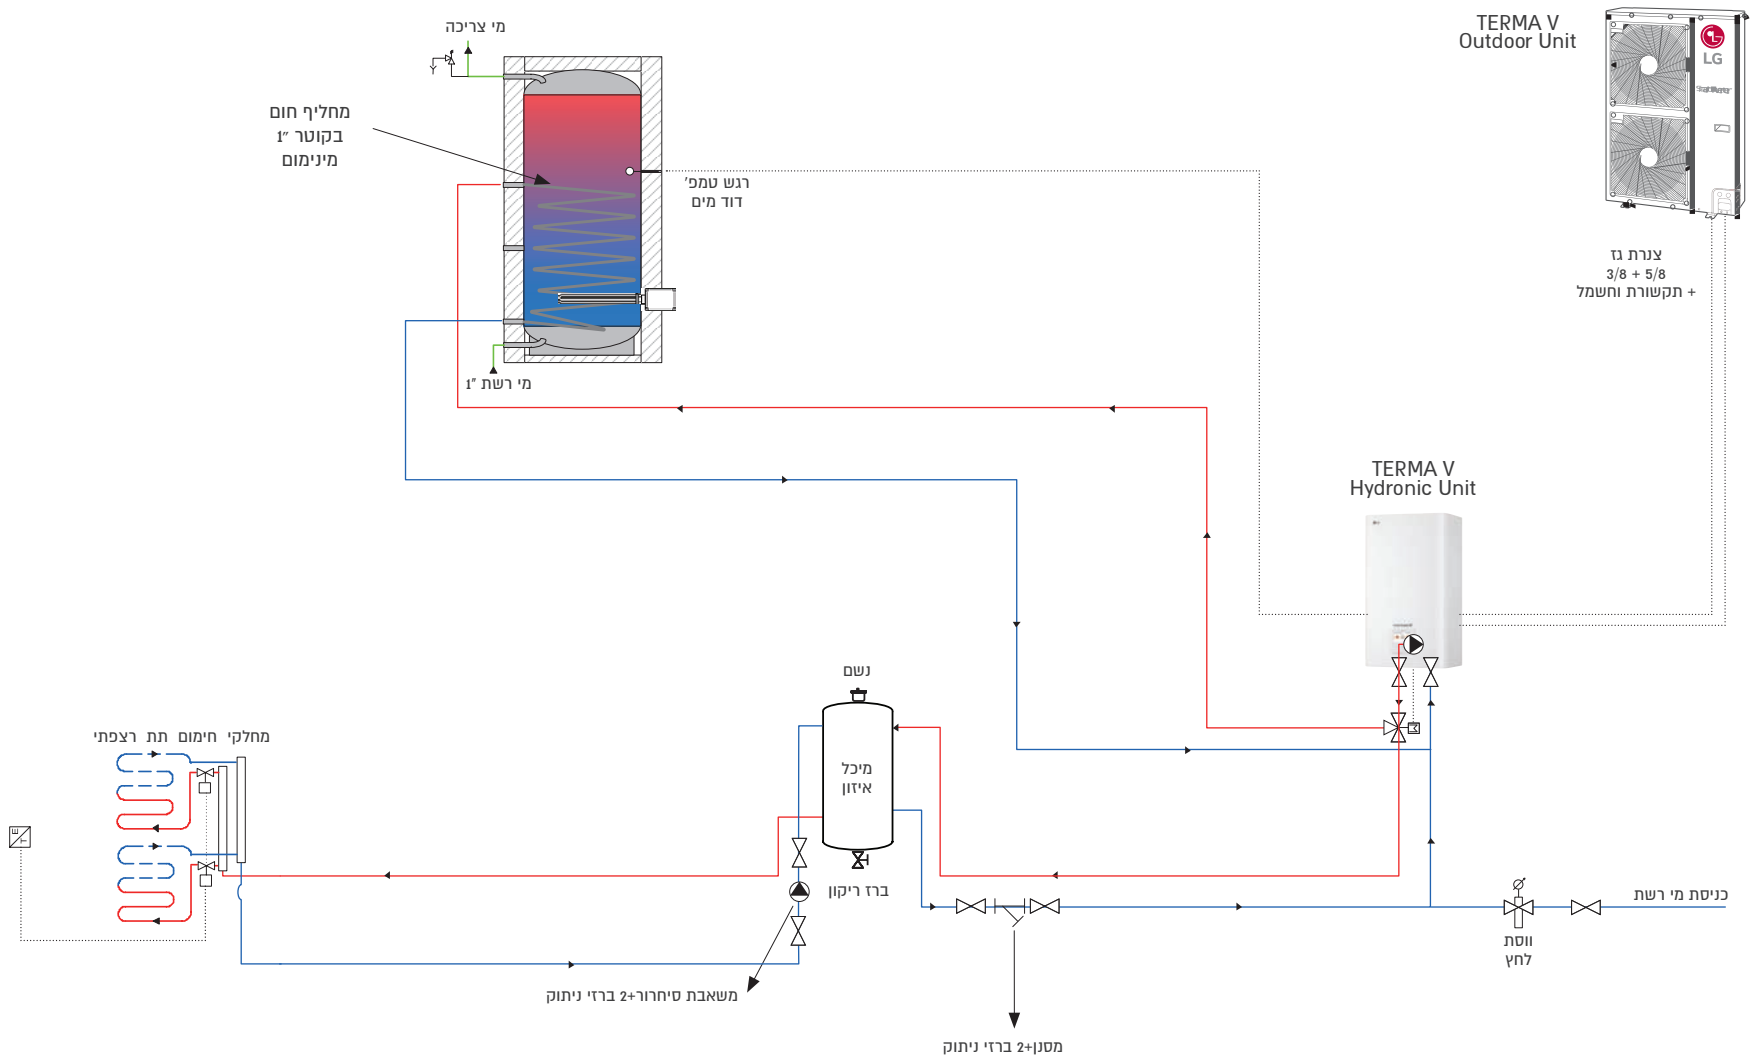 TERMA V
Outdoor Unit
LG
צנרת גז
3/8 + 5/8
+ תקשורת וחשמל
מי צריכה
מחליף חום
בקוטר 1״
מינימום
רגש טמפ'
דוד מים
מי רשת 1"
TERMA V
Hydronic Unit
נשם
מיכל
איזון
ברז ריקון
מחלקי חימום תת רצפתי
E
T
M
כניסת מי רשת
ווסת
לחץ
משאבת סיחרור+2 ברזי ניתוק
מסנן+2 ברזי ניתוק